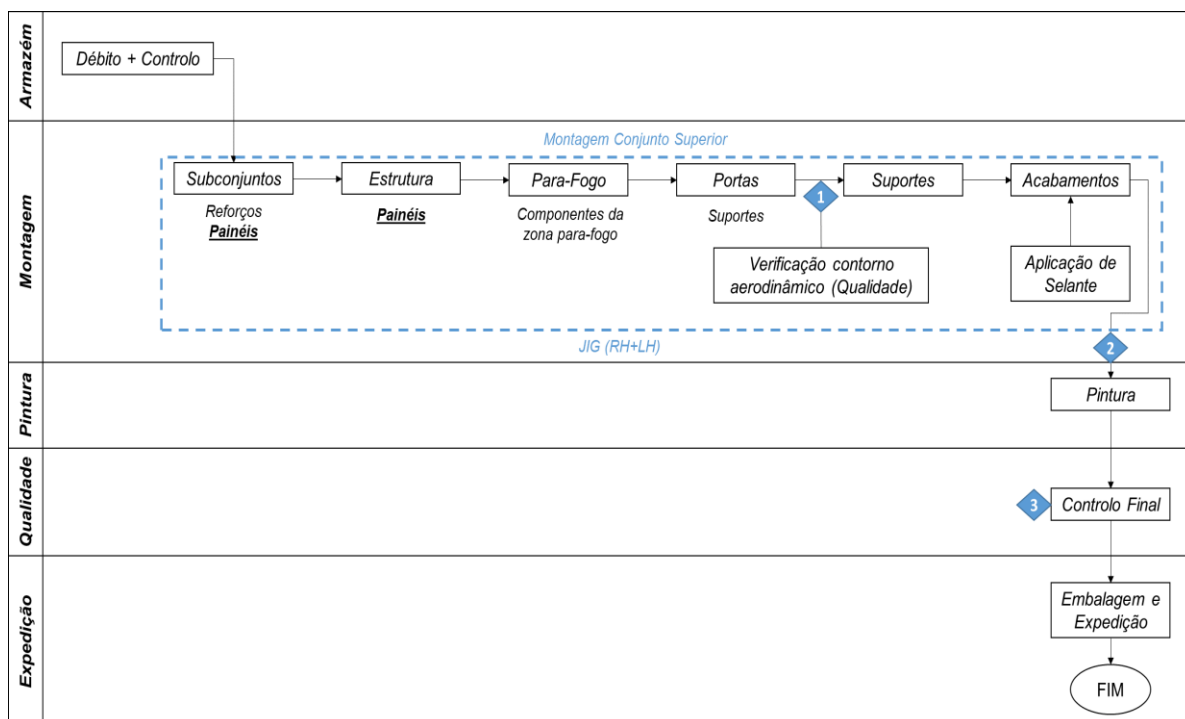 Armazém
Débito + Controlo
Montagem
Montagem Conjunto Superior
Subconjuntos
Estrutura
Para-Fogo
Portas
Suportes
Acabamentos
1
Reforços
Painéis
Painéis
Componentes da
zona para-fogo
Suportes
Verificação contorno
aerodinâmico (Qualidade)
Aplicação de
Selante
JIG (RH+LH)
2
Pintura
Pintura
Qualidade
3
Controlo Final
Expedição
Embalagem e
Expedição
FIM